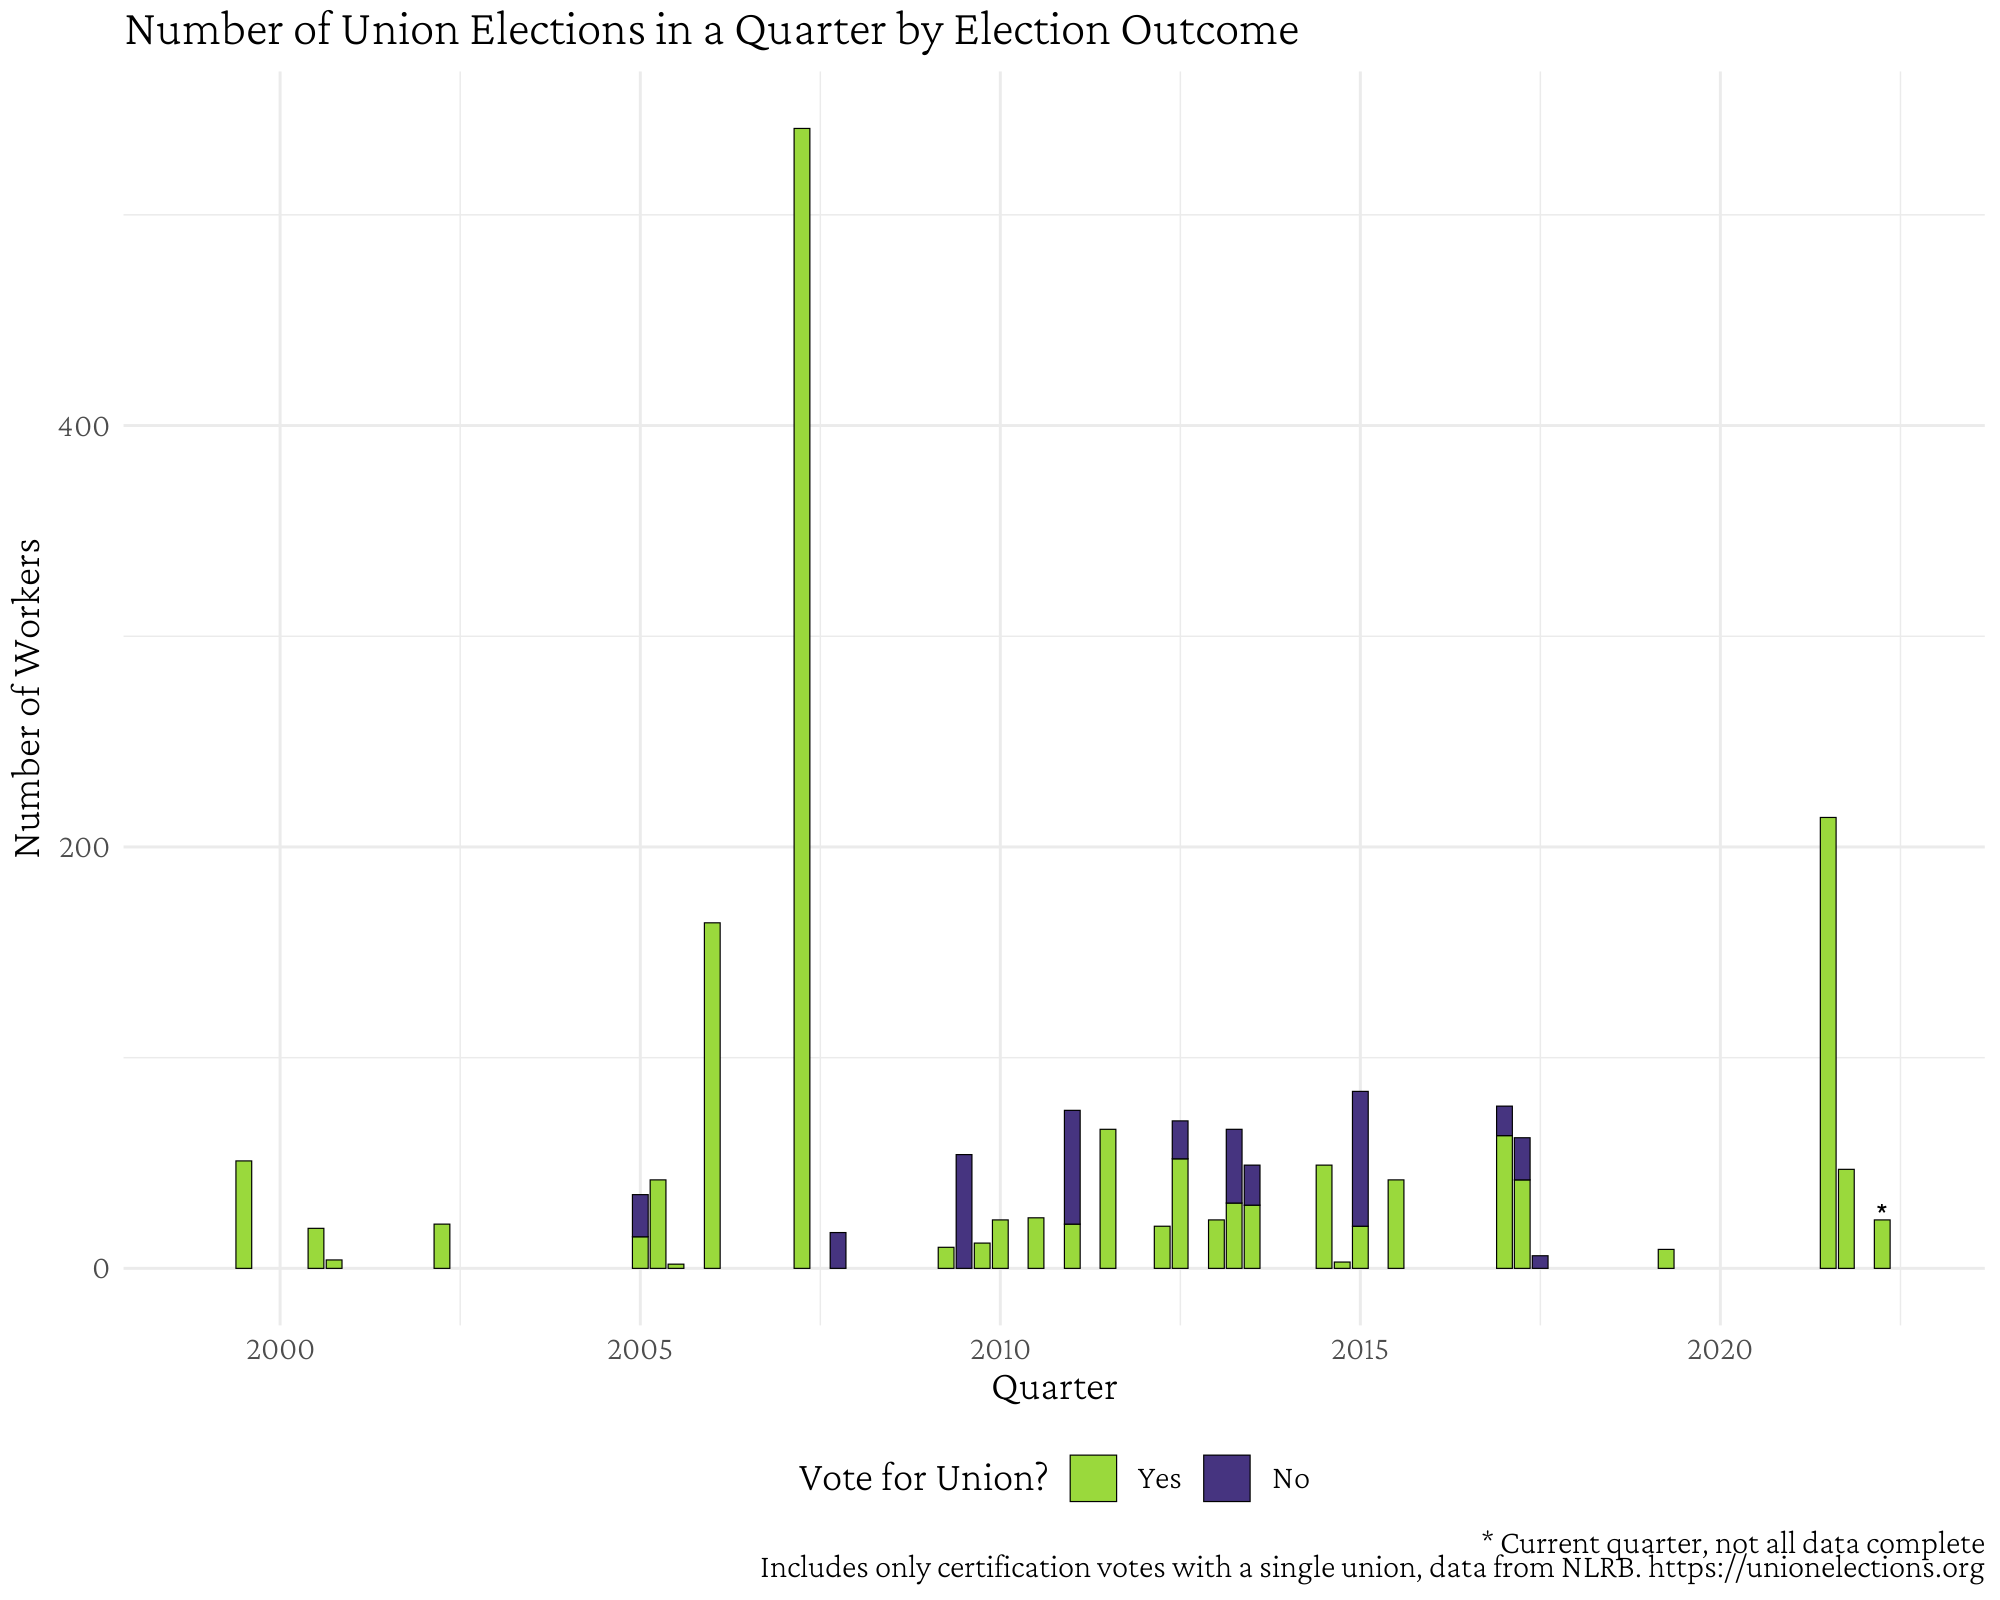 Number of Union Elections in a Quarter by Election Outcome
Number of Workers
400
200
0
*
2000 2005 2010 2015 2020
Quarter
Vote for Union? Yes No
* Current quarter, not all data complete
Includes only certification votes with a single union, data from NLRB. https://unionelections.org